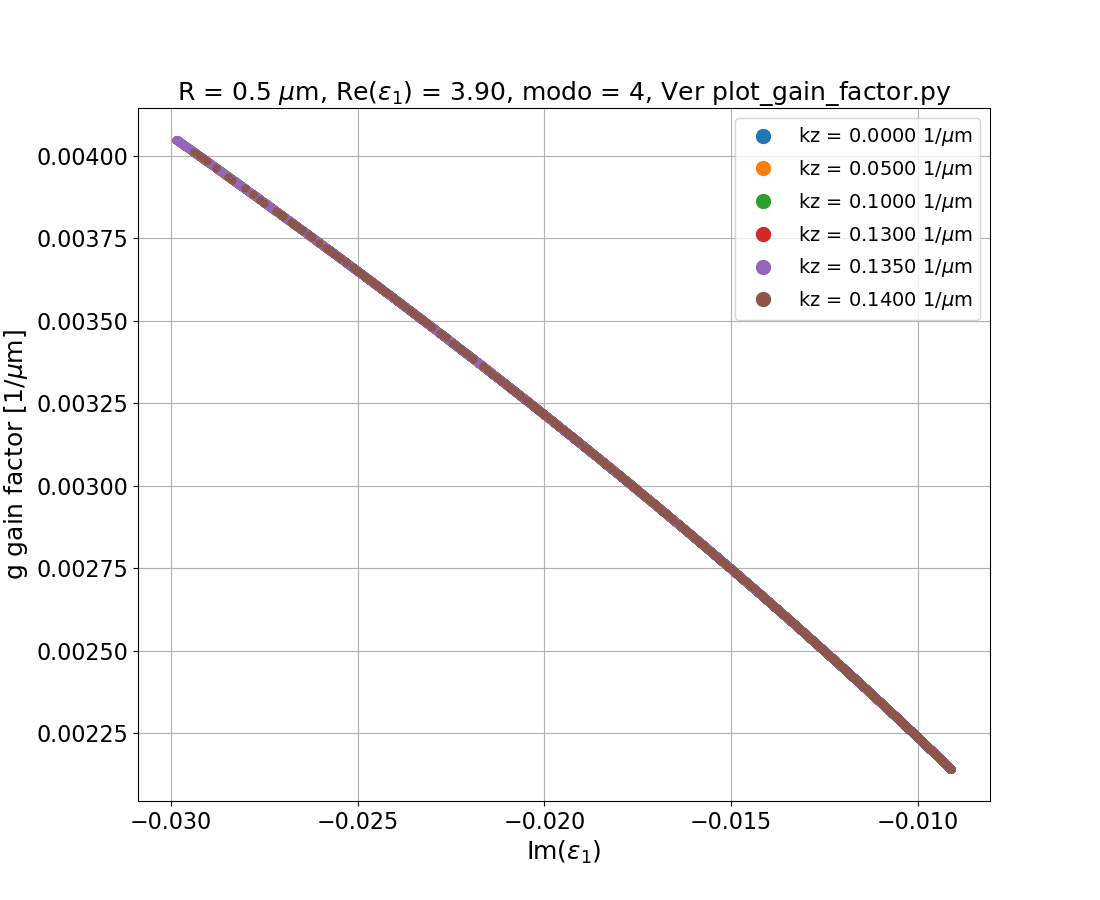 R = 0.5 μm, Re(ε₁) = 3.90, modo = 4, Ver plot_gain_factor.py
kz = 0.0000 1/μm
kz = 0.0500 1/μm
kz = 0.1000 1/μm
kz = 0.1300 1/μm
kz = 0.1350 1/μm
kz = 0.1400 1/μm
g gain factor [1/μm]
0.00400
0.00375
0.00350
0.00325
0.00300
0.00275
0.00250
0.00225
−0.030 −0.025 −0.020 −0.015 −0.010
Im(ε₁)